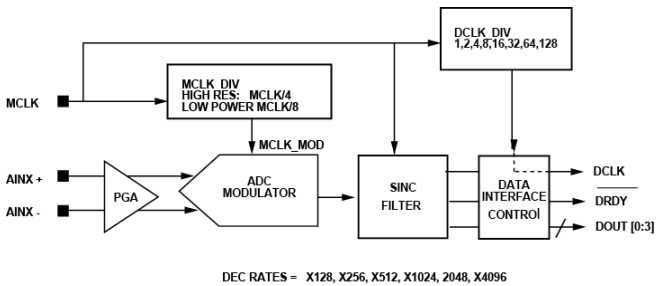 DCLK_DIV
1,2,4,8,16,32,64,128
MCLK_DIV
HIGH RES: MCLK/4
LOW POWER MCLK/8
MCLK
MCLK_MOD
AINX +
AINX -
PGA
ADC
MODULATOR
SINC
FILTER
DATA
INTERFACE
CONTROL
DCLK
DRDY
DOUT [0:3]
DEC RATES = X128, X256, X512, X1024, 2048, X4096